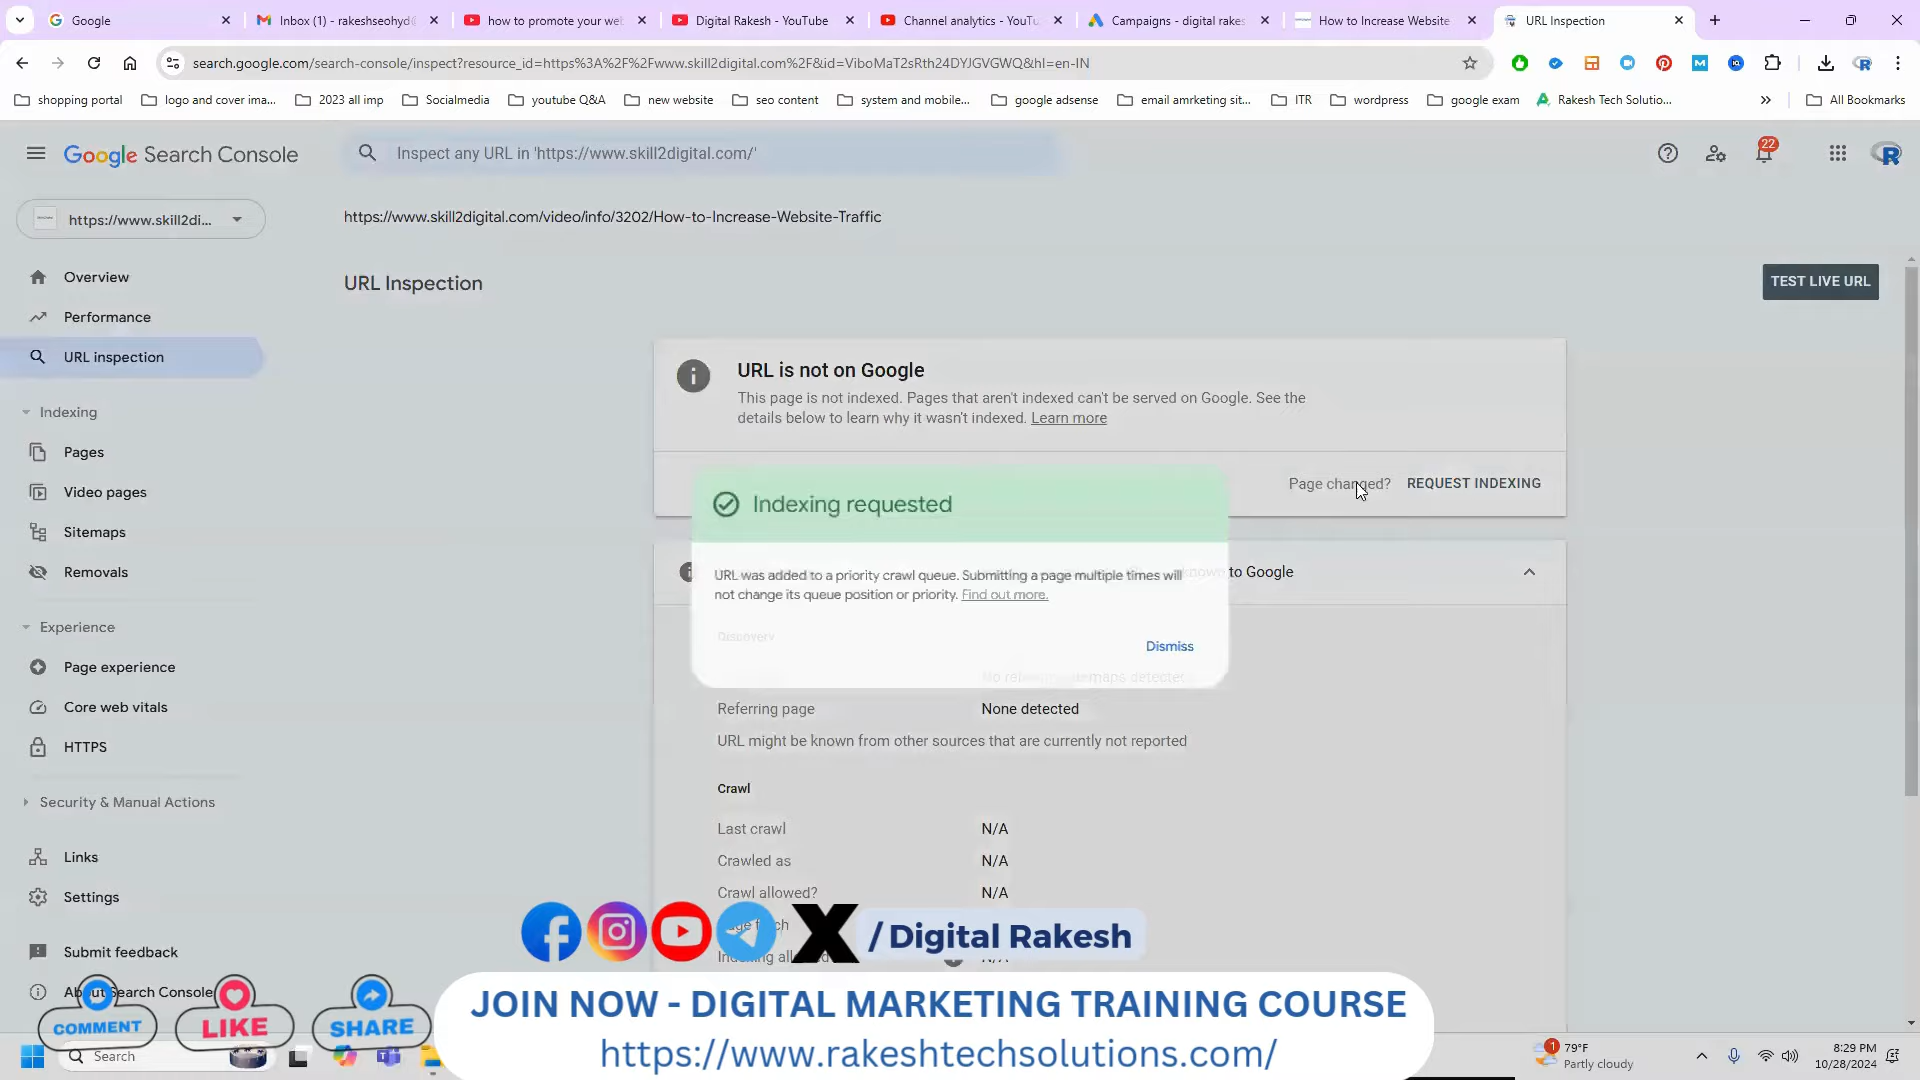 Google
Inbox (1) - rakeshseohyd@
how to promote your web
Digital Rakesh - YouTube
Channel analytics - YouTu
Campaigns - digital rakes
How to Increase Website
URL Inspection
search.google.com/search-console/inspect?resource_id=https%3A%2F%2Fwww.skill2digital.com%2F&id=ViboMaT2sRth24DYJGVGWQ&hl=en-IN
shopping portal
logo and cover ima...
2023 all imp
Socialmedia
youtube Q&A
new website
seo content
system and mobile...
google adsense
email amrketing sit...
ITR
wordpress
google exam
Rakesh Tech Solutio...
All Bookmarks
Google Search Console
Inspect any URL in 'https://www.skill2digital.com/'
22
https://www.skill2di...
https://www.skill2digital.com/video/info/3202/How-to-Increase-Website-Traffic
Overview
Performance
URL inspection
Indexing
Pages
Video pages
Sitemaps
Removals
Experience
Page experience
Core web vitals
HTTPS
Security & Manual Actions
Links
Settings
Submit feedback
About Search Console
URL Inspection
TEST LIVE URL
URL is not on Google
This page is not indexed. Pages that aren't indexed can't be served on Google. See the
details below to learn why it wasn't indexed. Learn more
Page changed?
REQUEST INDEXING
Indexing requested
to Google
URL was added to a priority crawl queue. Submitting a page multiple times will
not change its queue position or priority. Find out more.
Discovery
Dismiss
Referring page
None detected
URL might be known from other sources that are currently not reported
Crawl
Last crawl
N/A
Crawled as
N/A
Crawl allowed?
N/A
/Digital Rakesh
COMMENT
LIKE
SHARE
JOIN NOW - DIGITAL MARKETING TRAINING COURSE
https://www.rakeshtechsolutions.com/
Search
1
79°F
Partly cloudy
8:29 PM
10/28/2024